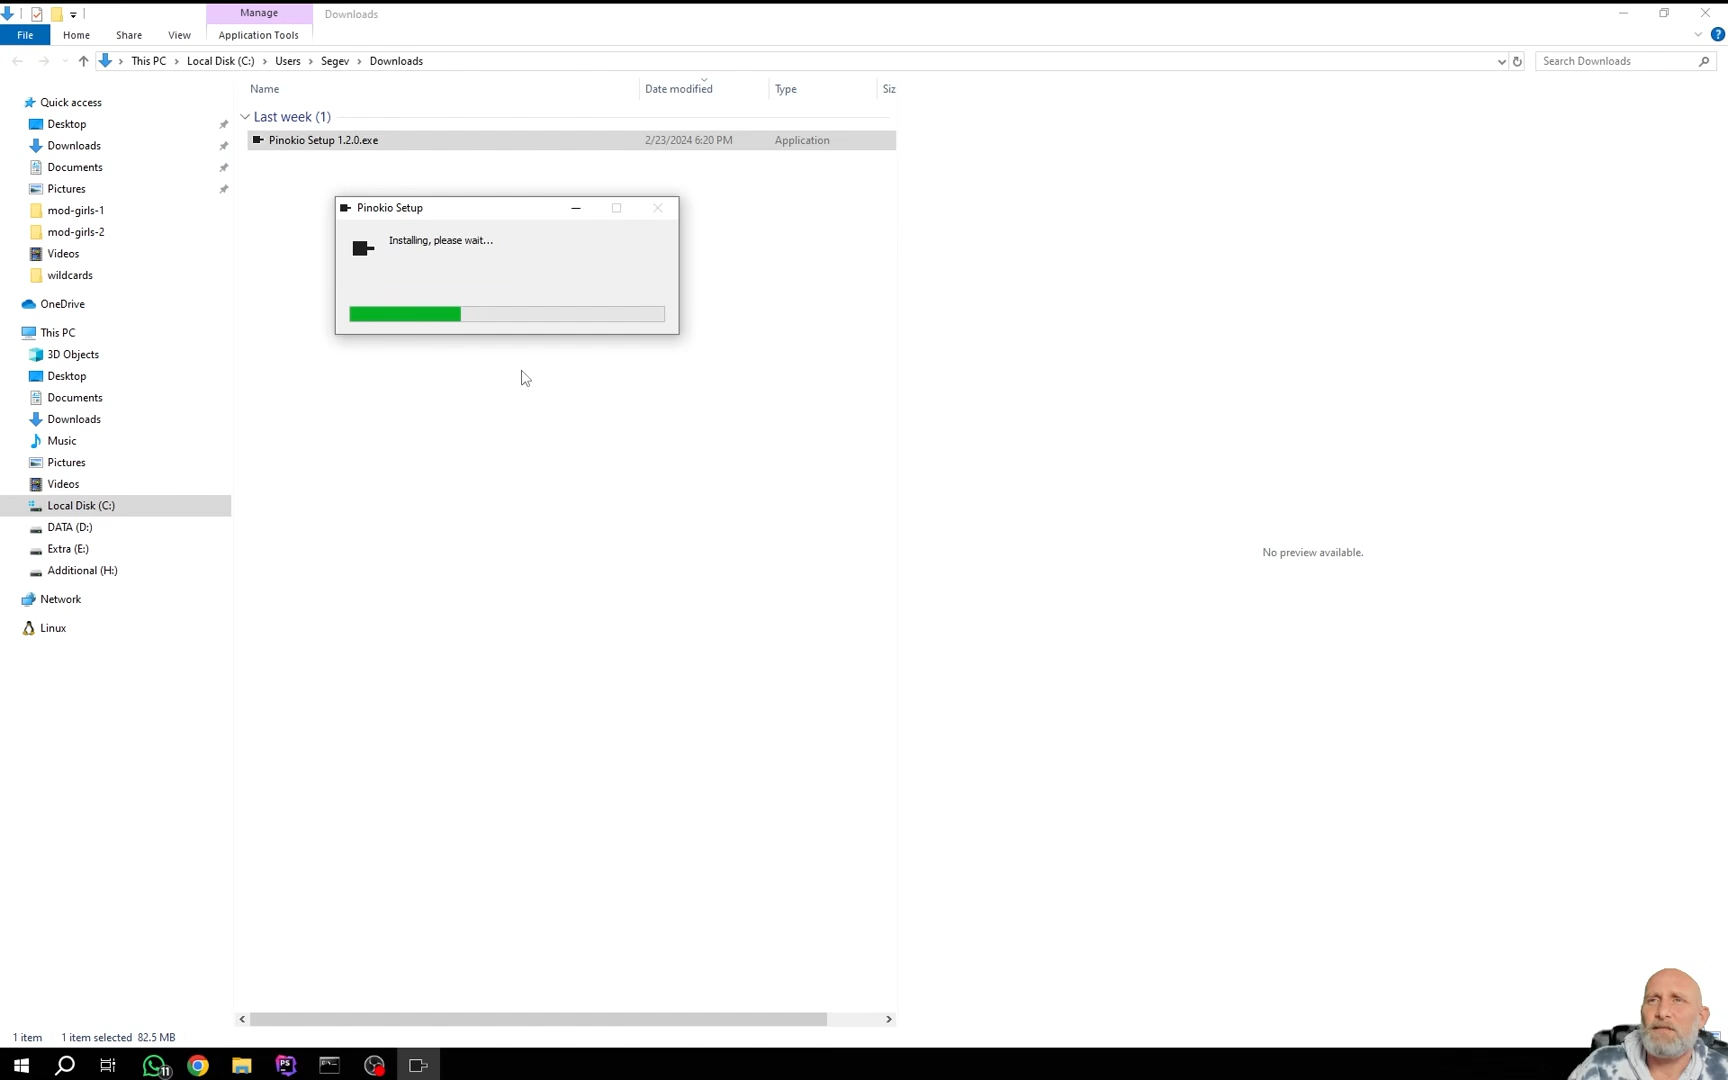 Manage
Downloads
File
Home
Share
View
Application Tools
This PC
Local Disk (C:)
Users
Segev
Downloads
Search Downloads
Name
Date modified
Type
Siz
Last week (1)
Pinokio Setup 1.2.0.exe
2/23/2024 6:20 PM
Application
Quick access
Desktop
Downloads
Documents
Pictures
mod-girls-1
mod-girls-2
Videos
wildcards
OneDrive
This PC
3D Objects
Desktop
Documents
Downloads
Music
Pictures
Videos
Local Disk (C:)
DATA (D:)
Extra (E:)
Additional (H:)
Network
Linux
Pinokio Setup
Installing, please wait...
No preview available.
1 item
1 item selected 82.5 MB
11
PS